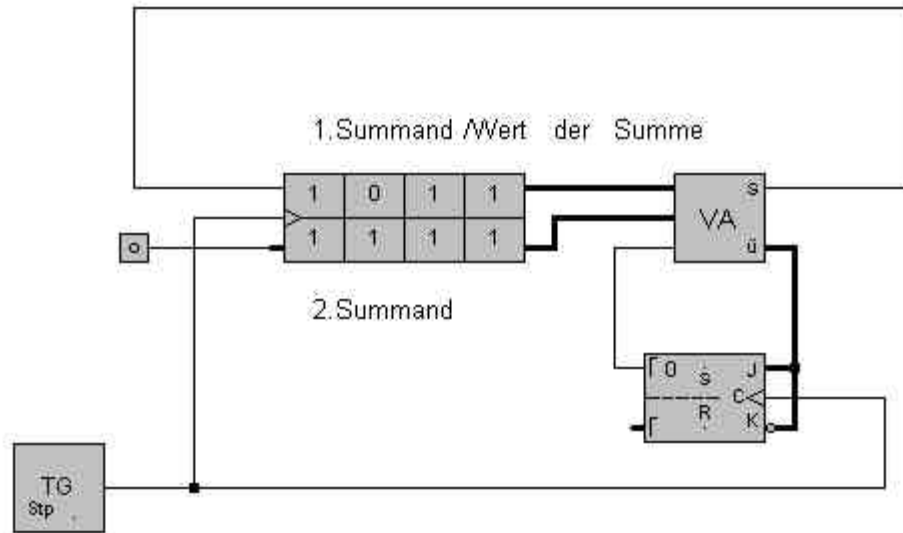 1.Summand /Wert der Summe
1 0 1 1
S
VA
1 1 1 1
o
ü
2.Summand
0 S J
C
R K
TG
Stp .